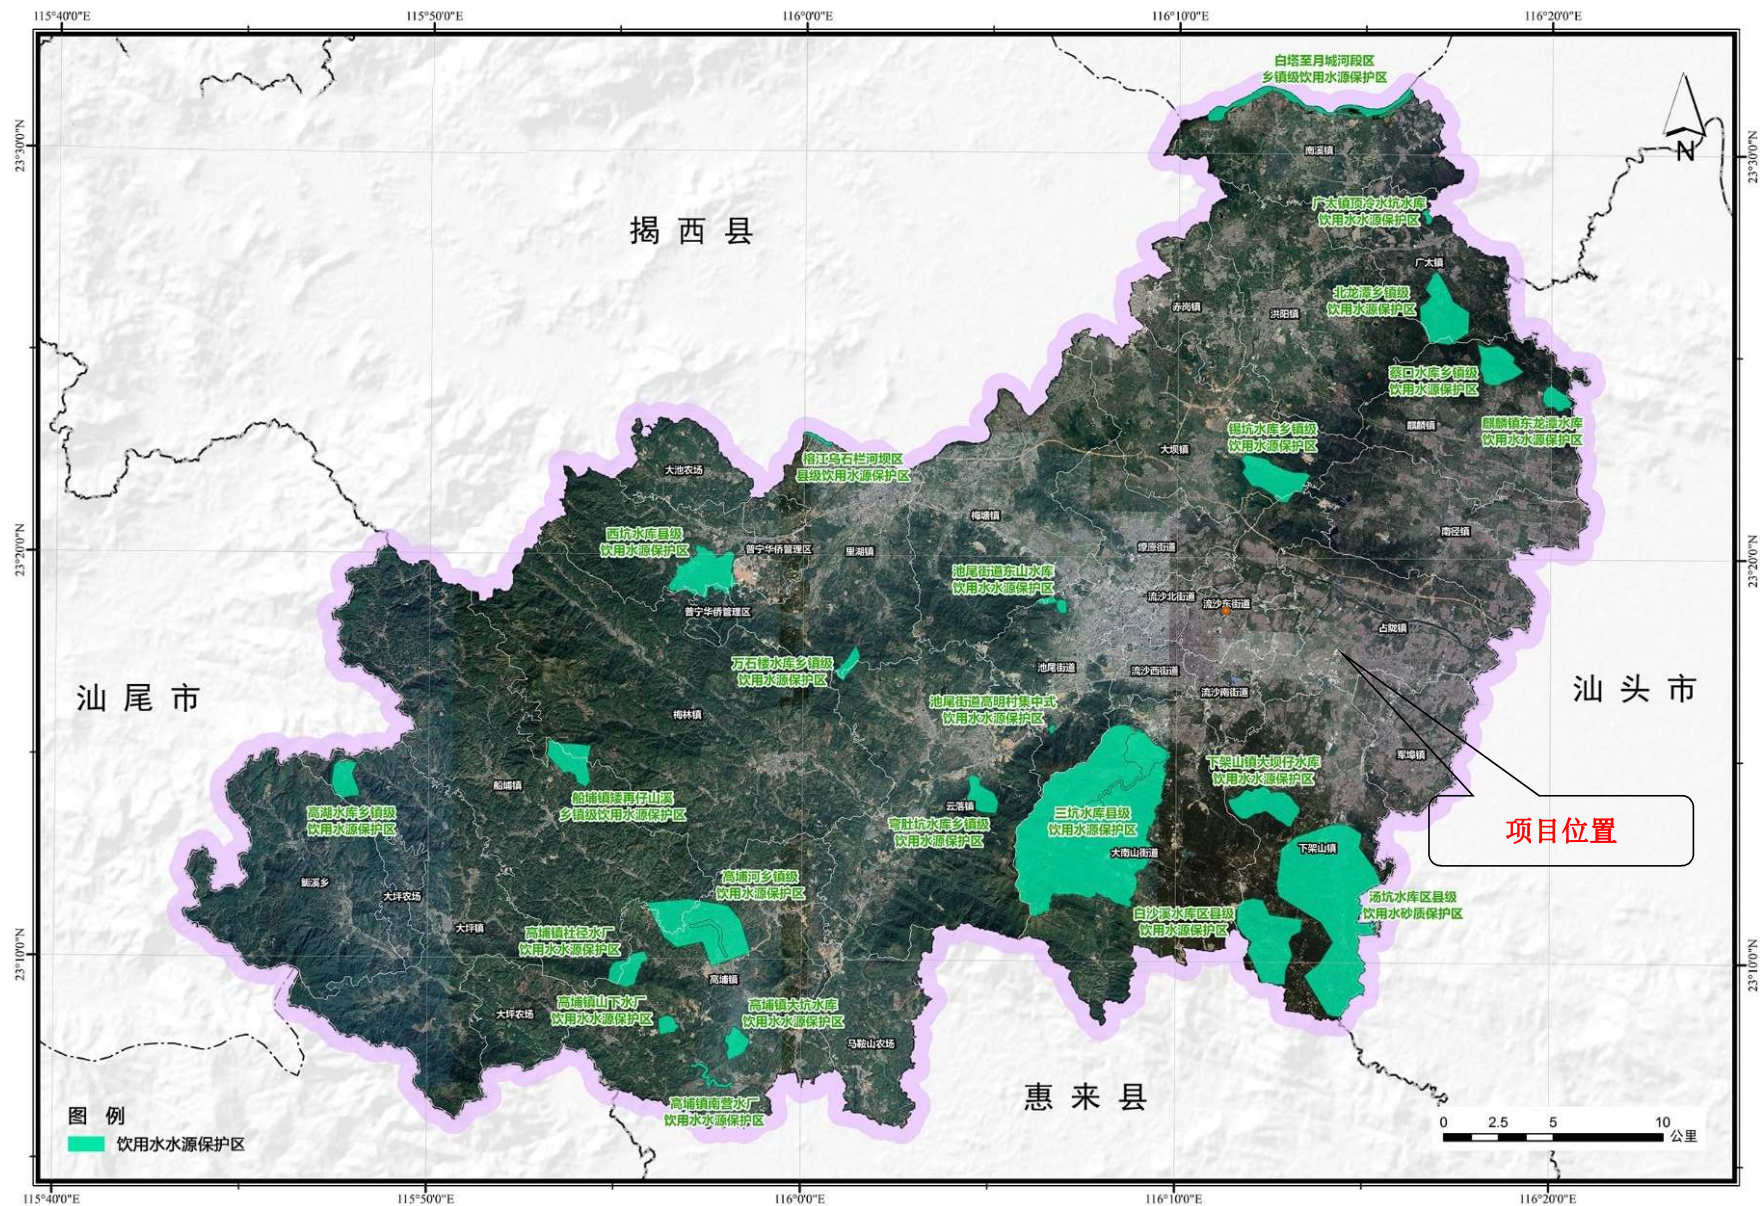 115°40'0"E
115°50'0"E
116°0'0"E
116°10'0"E
116°20'0"E
白塔至月城河段区
乡镇级饮用水源保护区
23°30'0"N
23°30'0"N
N
南溪镇
广太镇顶冷水坑水库
饮用水水源保护区
揭西县
广太镇
北龙潭乡镇级
饮用水源保护区
赤岗镇
洪阳镇
蔡口水库乡镇级
饮用水源保护区
麒麟镇
麒麟镇东龙潭水库
饮用水水源保护区
锡坑水库乡镇级
饮用水源保护区
大坝镇
榕江乌石栏河坝区
县级饮用水源保护区
大池农场
梅塘镇
南径镇
23°20'0"N
23°20'0"N
西坑水库县级
饮用水源保护区
普宁华侨管理区
里湖镇
燎原街道
池尾街道东山水库
饮用水水源保护区
流沙北街道
流沙东街道
普宁华侨管理区
占陇镇
万石楼水库乡镇级
饮用水源保护区
池尾街道
流沙西街道
流沙南街道
汕尾市
汕头市
梅林镇
池尾街道高明村集中式
饮用水水源保护区
军埠镇
下架山镇大坝仔水库
饮用水水源保护区
船埔镇
船埔镇绿再仔山溪
乡镇级饮用水源保护区
高湖水库乡镇级
饮用水源保护区
云落镇
弯肚坑水库乡镇级
饮用水源保护区
三坑水库县级
饮用水源保护区
大南山街道
项目位置
下架山镇
高埔河乡镇级
饮用水源保护区
鲘溪乡
大坪农场
大坪镇
汤坑水库区县级
饮用水砂质保护区
白沙溪水库区县级
饮用水源保护区
高埔镇社径水厂
饮用水水源保护区
23°10'0"N
23°10'0"N
高埔镇
高埔镇山下水厂
饮用水水源保护区
高埔镇大坑水库
饮用水水源保护区
大坪农场
马鞍山农场
高埔镇南营水厂
饮用水水源保护区
惠来县
图例
饮用水水源保护区
0 2.5 5 10
公里
115°40'0"E
115°50'0"E
116°0'0"E
116°10'0"E
116°20'0"E